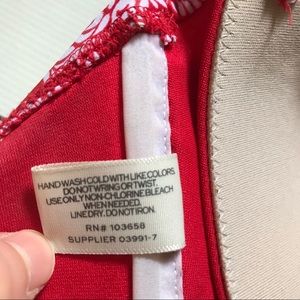 HAND WASH COLD WITH LIKE COLORS.
DO NOT WRING OR TWIST.
USE ONLY NON-CHLORINE BLEACH
WHEN NEEDED.
LINE DRY. DO NOT IRON.
RN# 103658
SUPPLIER 03991-7